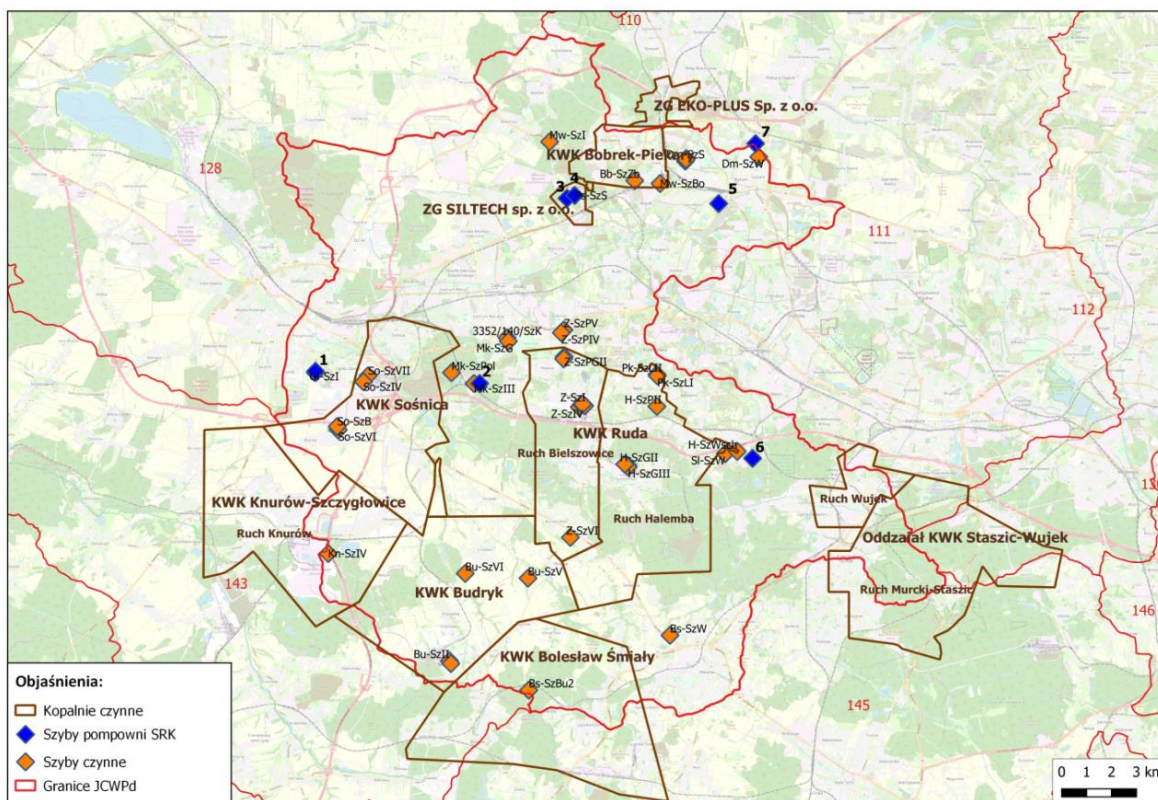 110
ZG EKO-PLUS Sp. z o.o.
7
Mw-SzI
KWK Bobrek-Piekary
Dm-SzW
128
Bb-SzZb
Mw-SzBo
3
4
5
ZG SILTECH sp. z o.o.
111
112
3352/140/SzK
Z-SzPV
Mk-SzG
Z-SzPIV
Z-SzPGII
1
So-SzVII
Mk-SzPol
2
Pk-SzCII
So-SzIV
Mk-SzIII
Pk-SzLI
KWK Sośnica
Z-SzI
H-SzPII
Z-SzIV
So-SzB
KWK Ruda
So-SzVI
Ruch Bielszowice
H-SzGII
6
Sl-SzW
H-SzGIII
KWK Knurów-Szczygłowice
Ruch Wujek
Ruch Halemba
Ruch Knurów
Z-SzVI
Oddział KWK Staszic-Wujek
Kn-SzIV
143
Bu-SzVI
Bu-SzV
KWK Budryk
Ruch Murcki-Staszic
146
Bs-SzW
Bu-SzII
KWK Bolesław Śmiały
Bs-SzBu2
145
Objaśnienia:
Kopalnie czynne
Szyby pompowni SRK
Szyby czynne
Granice JCWPd
0 1 2 3 km